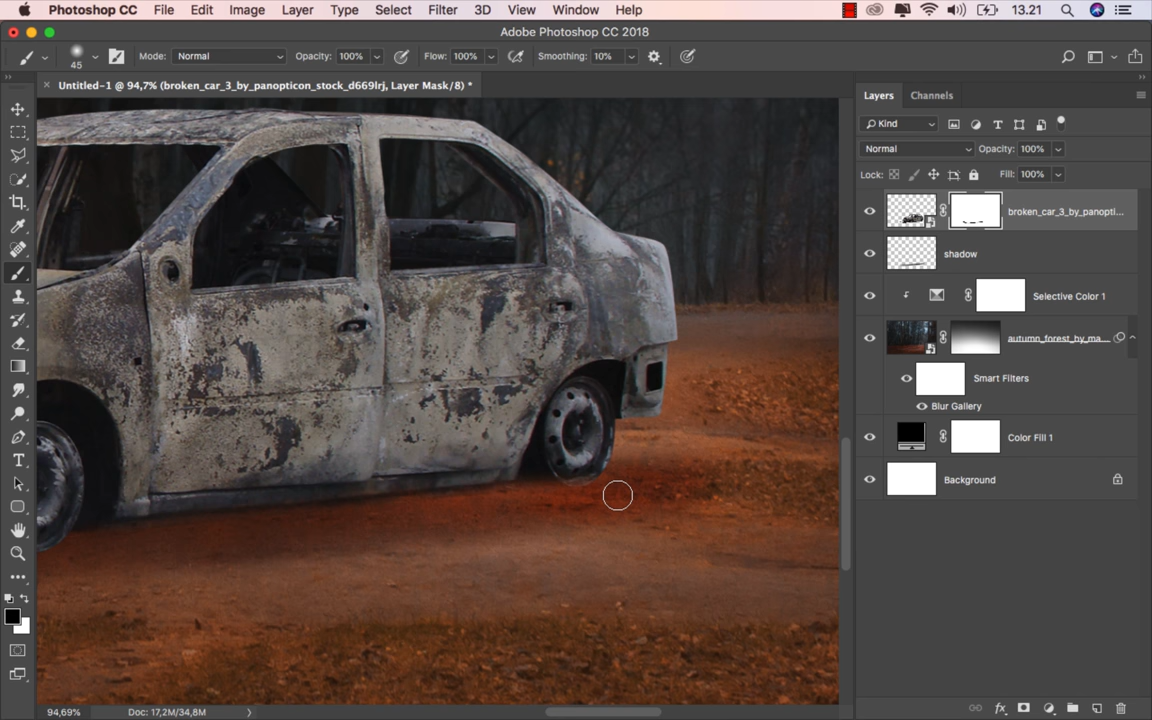 Photoshop CC File Edit Image Layer Type Select Filter 3D View Window Help 13.21
Adobe Photoshop CC 2018
45 Mode: Normal Opacity: 100% Flow: 100% Smoothing: 10%
Untitled-1 @ 94,7% (broken_car_3_by_panopticon_stock_d669lrj, Layer Mask/8) *
Layers Channels
Kind
Normal Opacity: 100%
Lock: Fill: 100%
broken_car_3_by_panopti...
shadow
Selective Color 1
autumn_forest_by_ma...
Smart Filters
Blur Gallery
Color Fill 1
Background
94,69% Doc: 17,2M/34,8M